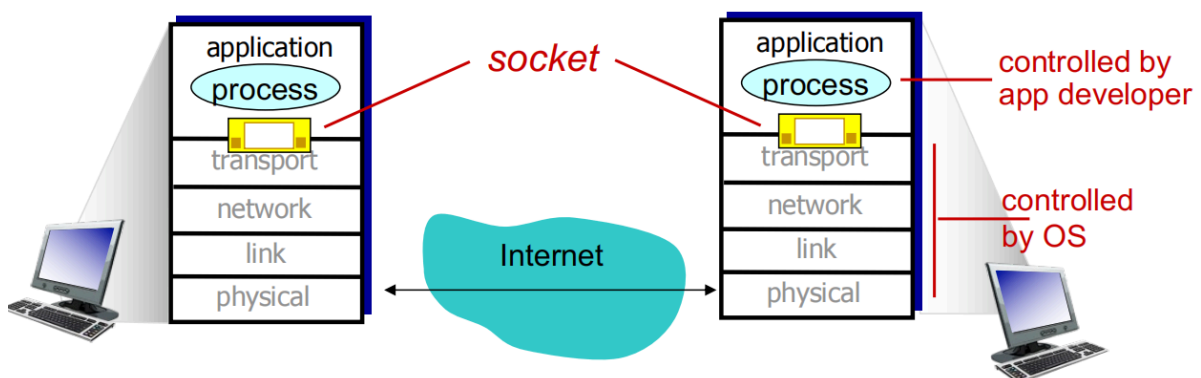 application
process
transport
network
link
physical
socket
Internet
application
process
transport
network
link
physical
controlled by
app developer
controlled
by OS